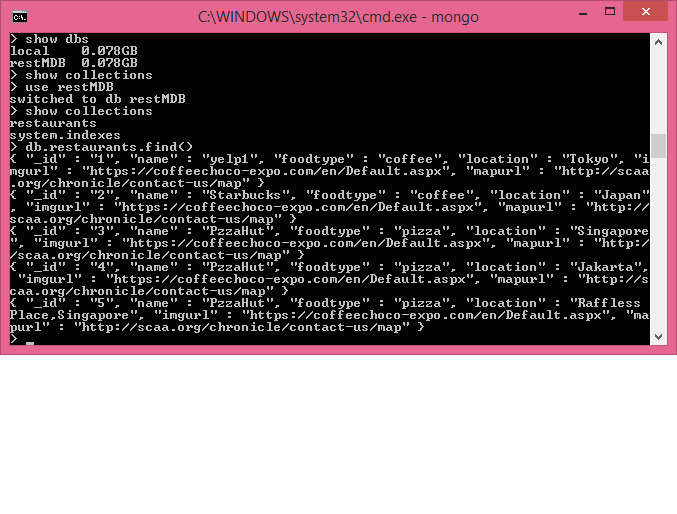 C:\WINDOWS\system32\cmd.exe - mongo
> show dbs
local    0.078GB
restMDB  0.078GB
> show collections
> use restMDB
switched to db restMDB
> show collections
restaurants
system.indexes
> db.restaurants.find()
{ "_id" : "1", "name" : "yelp1", "foodtype" : "coffee", "location" : "Tokyo", "i
mgurl" : "https://coffeechoco-expo.com/en/Default.aspx", "mapurl" : "http://scaa
.org/chronicle/contact-us/map" }
{ "_id" : "2", "name" : "Starbucks", "foodtype" : "coffee", "location" : "Japan"
, "imgurl" : "https://coffeechoco-expo.com/en/Default.aspx", "mapurl" : "http://
scaa.org/chronicle/contact-us/map" }
{ "_id" : "3", "name" : "PzzaHut", "foodtype" : "pizza", "location" : "Singapore
", "imgurl" : "https://coffeechoco-expo.com/en/Default.aspx", "mapurl" : "http:/
/scaa.org/chronicle/contact-us/map" }
{ "_id" : "4", "name" : "PzzaHut", "foodtype" : "pizza", "location" : "Jakarta",
 "imgurl" : "https://coffeechoco-expo.com/en/Default.aspx", "mapurl" : "http://s
caa.org/chronicle/contact-us/map" }
{ "_id" : "5", "name" : "PzzaHut", "foodtype" : "pizza", "location" : "Raffless
Place,Singapore", "imgurl" : "https://coffeechoco-expo.com/en/Default.aspx", "ma
purl" : "http://scaa.org/chronicle/contact-us/map" }
> _